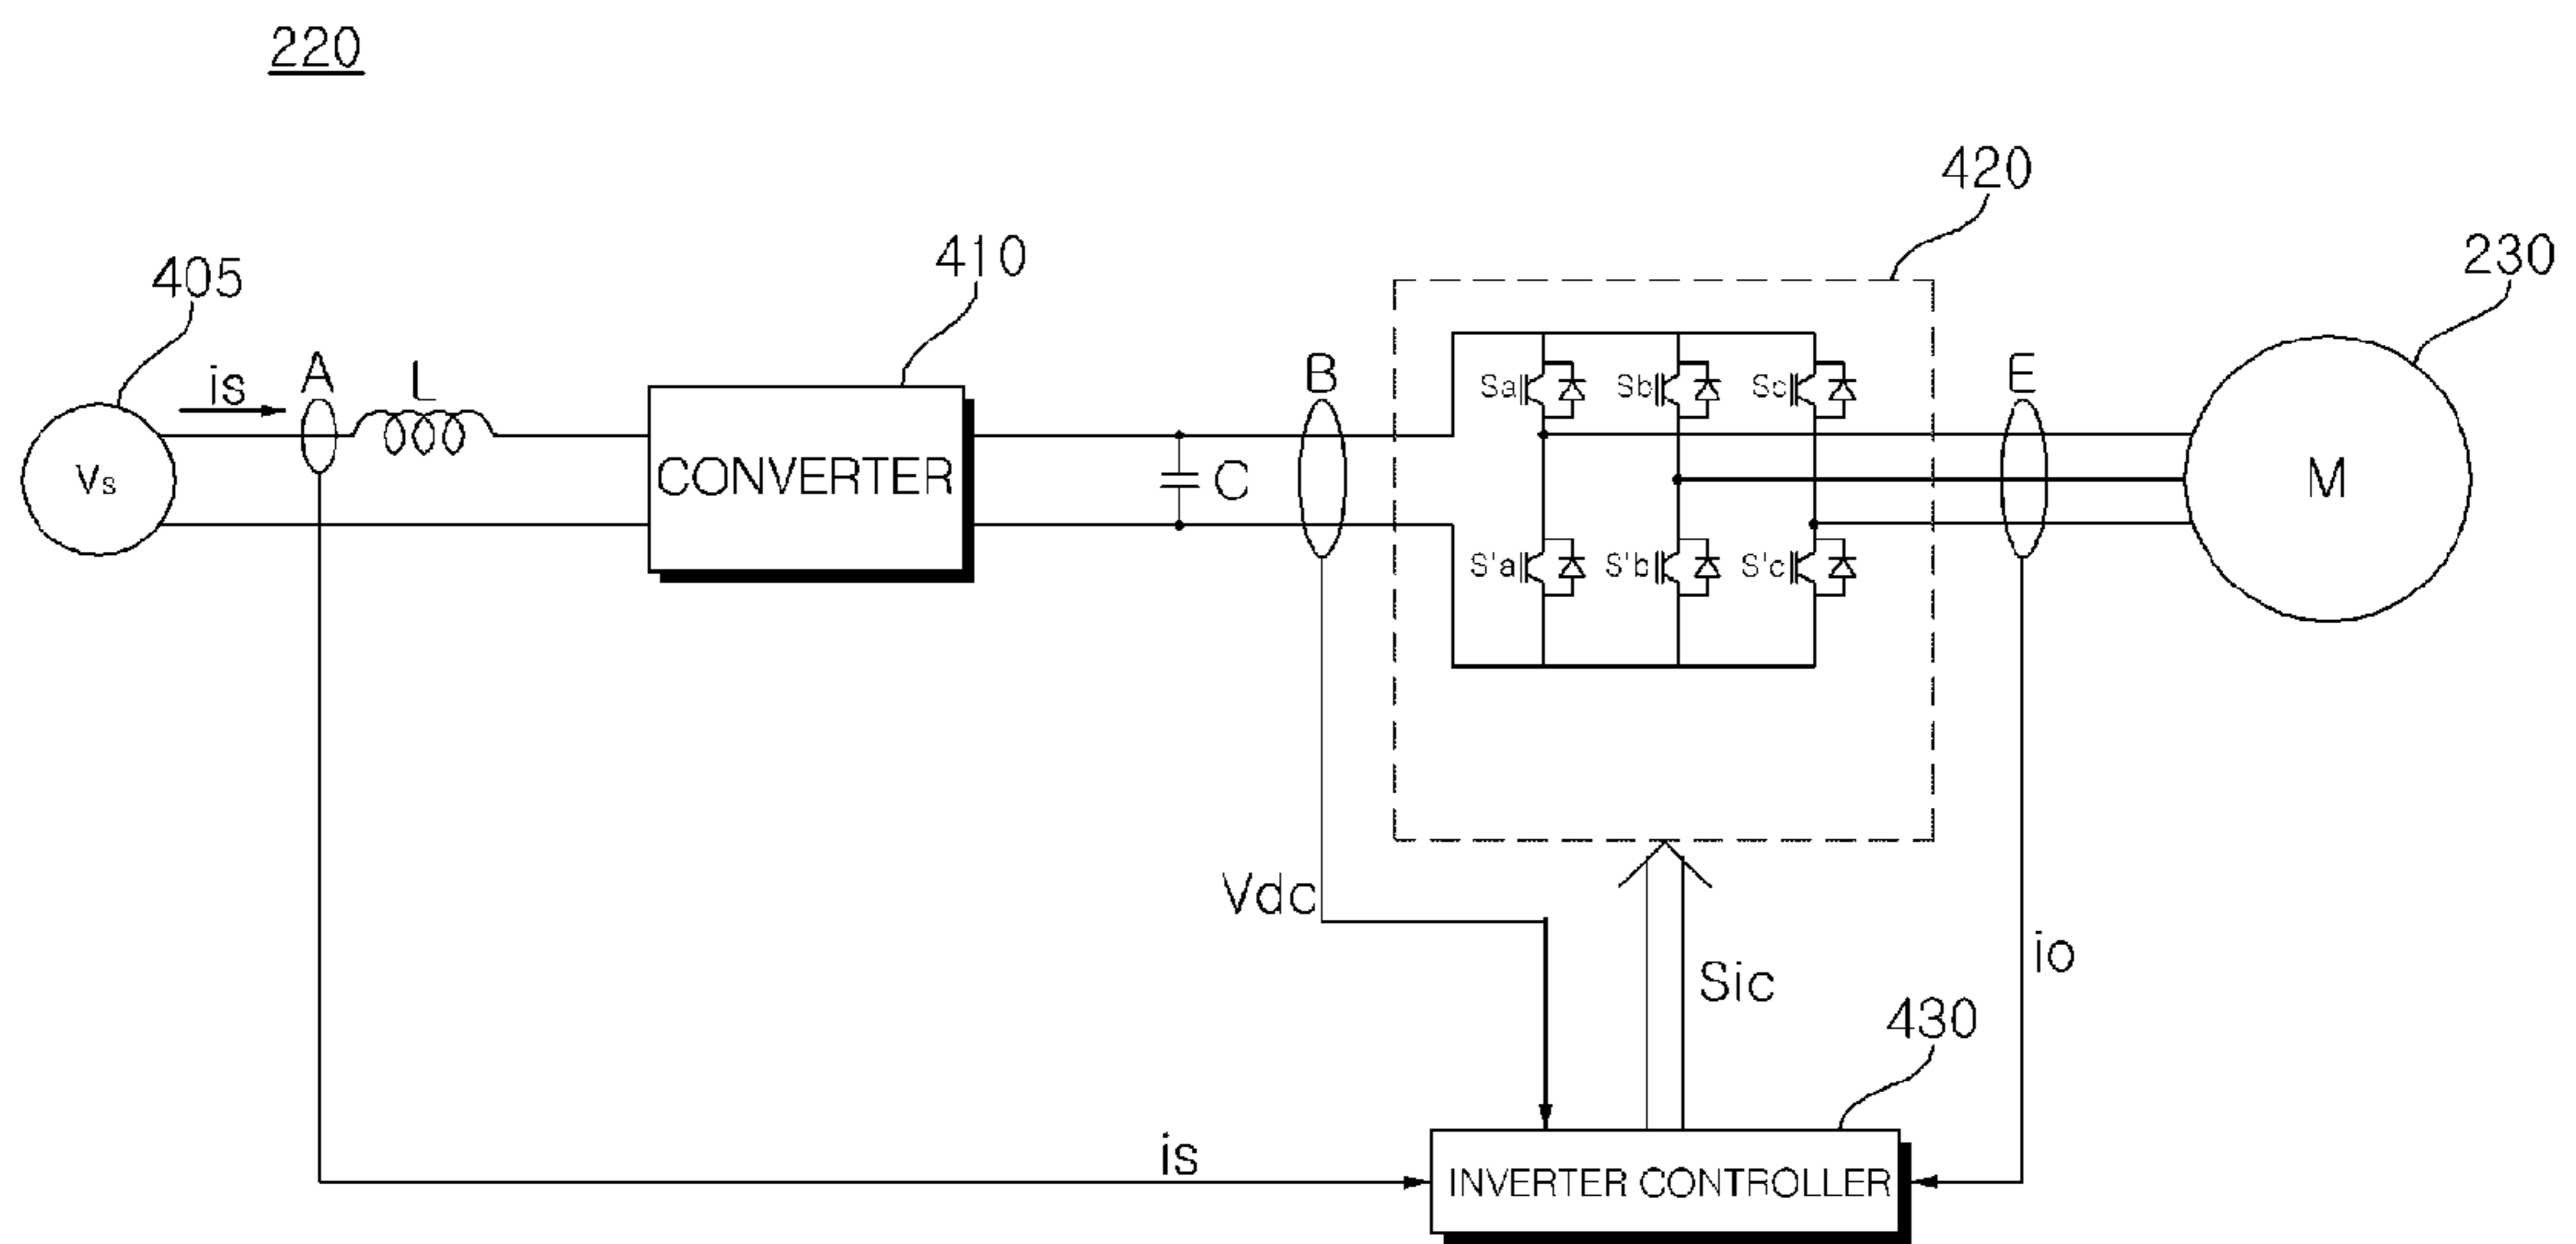 220
420
230
410
405
is
A
L
B
E
Sa
Sb
Sc
Vs
CONVERTER
C
M
S'a
S'b
S'c
Vdc
Sic
io
430
is
INVERTER CONTROLLER